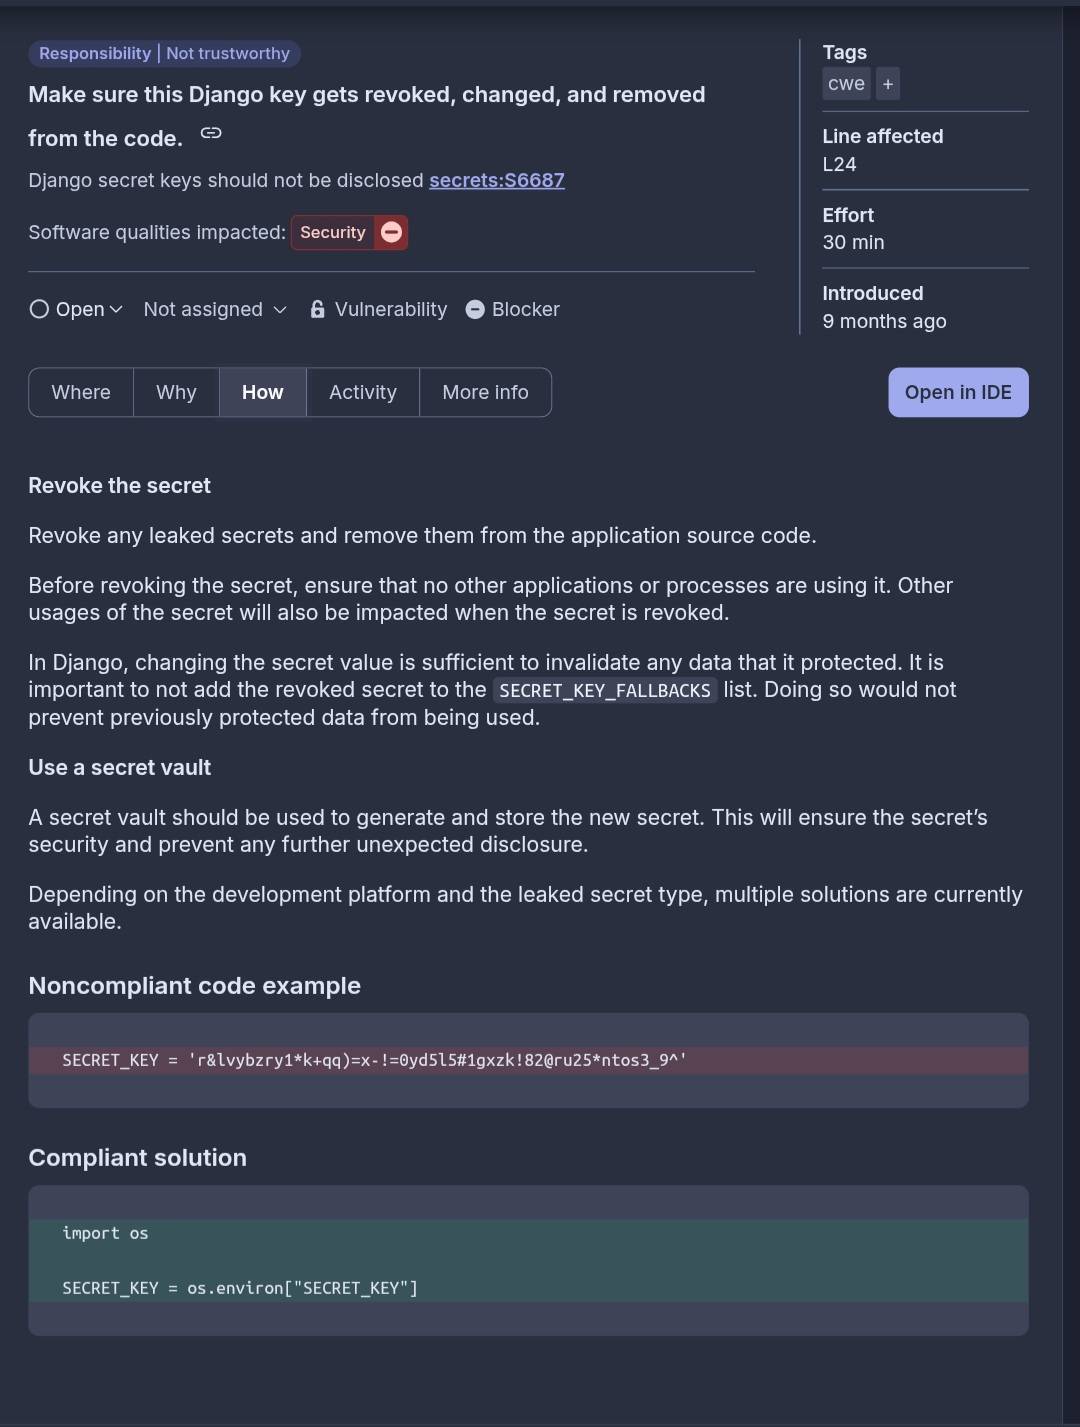 Responsibility | Not trustworthy
Make sure this Django key gets revoked, changed, and removed
from the code.
Django secret keys should not be disclosed secrets:S6687
Software qualities impacted: Security
Open Not assigned Vulnerability Blocker
Tags
cwe +
Line affected
L24
Effort
30 min
Introduced
9 months ago
Where Why How Activity More info
Open in IDE
Revoke the secret
Revoke any leaked secrets and remove them from the application source code.
Before revoking the secret, ensure that no other applications or processes are using it. Other
usages of the secret will also be impacted when the secret is revoked.
In Django, changing the secret value is sufficient to invalidate any data that it protected. It is
important to not add the revoked secret to the SECRET_KEY_FALLBACKS list. Doing so would not
prevent previously protected data from being used.
Use a secret vault
A secret vault should be used to generate and store the new secret. This will ensure the secret’s
security and prevent any further unexpected disclosure.
Depending on the development platform and the leaked secret type, multiple solutions are currently
available.
Noncompliant code example
SECRET_KEY = 'r&lvybzry1*k+qq)=x-!=0yd5l5#1gxzk!82@ru25*ntos3_9^'
Compliant solution
import os
SECRET_KEY = os.environ["SECRET_KEY"]